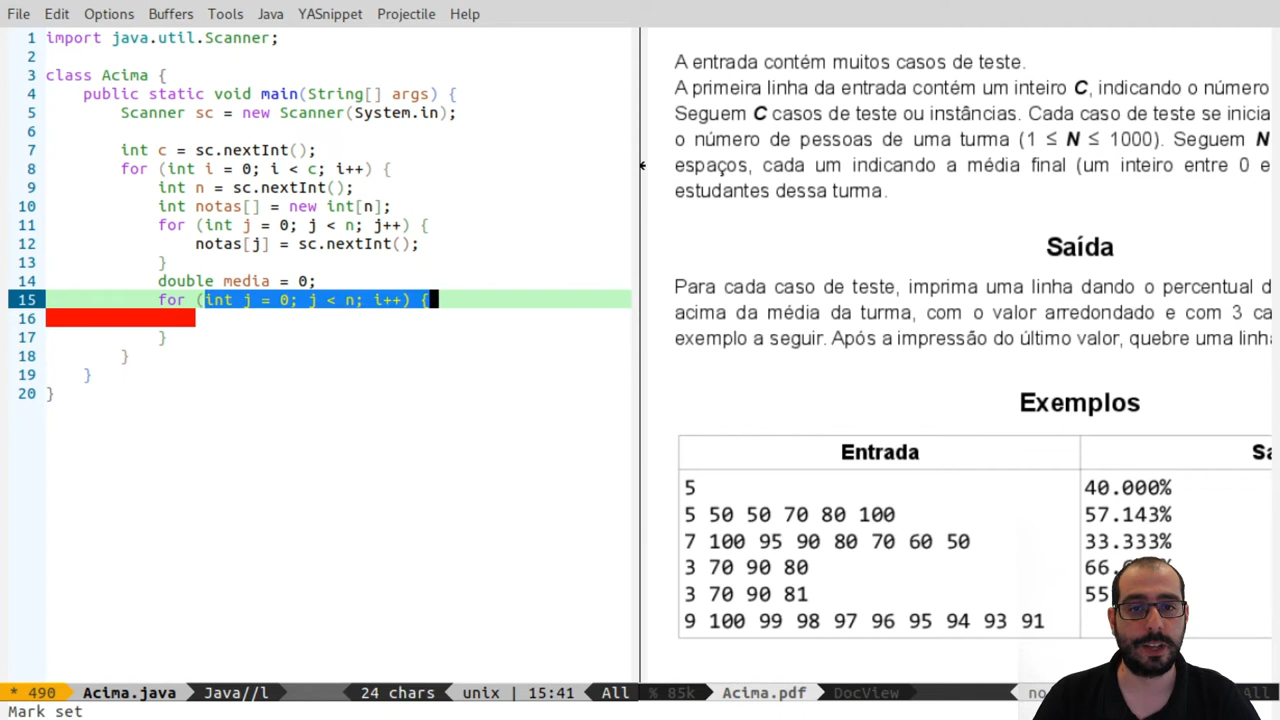 File Edit Options Buffers Tools Java YASnippet Projectile Help
1 import java.util.Scanner;
2
3 class Acima {
4 public static void main(String[] args) {
5 Scanner sc = new Scanner(System.in);
6
7 int c = sc.nextInt();
8 for (int i = 0; i < c; i++) {
9 int n = sc.nextInt();
10 int notas[] = new int[n];
11 for (int j = 0; j < n; j++) {
12 notas[j] = sc.nextInt();
13 }
14 double media = 0;
15 for (int j = 0; j < n; i++) {
16
17 }
18 }
19 }
20 }
* 490 Acima.java Java//l 24 chars unix | 15:41 All
Mark set
A entrada contém muitos casos de teste.
A primeira linha da entrada contém um inteiro C, indicando o número
Seguem C casos de teste ou instâncias. Cada caso de teste se inicia
o número de pessoas de uma turma (1 ≤ N ≤ 1000). Seguem N
espaços, cada um indicando a média final (um inteiro entre 0 e
estudantes dessa turma.
Saída
Para cada caso de teste, imprima uma linha dando o percentual d
acima da média da turma, com o valor arredondado e com 3 ca
exemplo a seguir. Após a impressão do último valor, quebre uma linha
Exemplos
Entrada Sa
5 40.000%
5 50 50 70 80 100 57.143%
7 100 95 90 80 70 60 50 33.333%
3 70 90 80 66.
3 70 90 81 55
9 100 99 98 97 96 95 94 93 91
% 85k Acima.pdf DocView no All